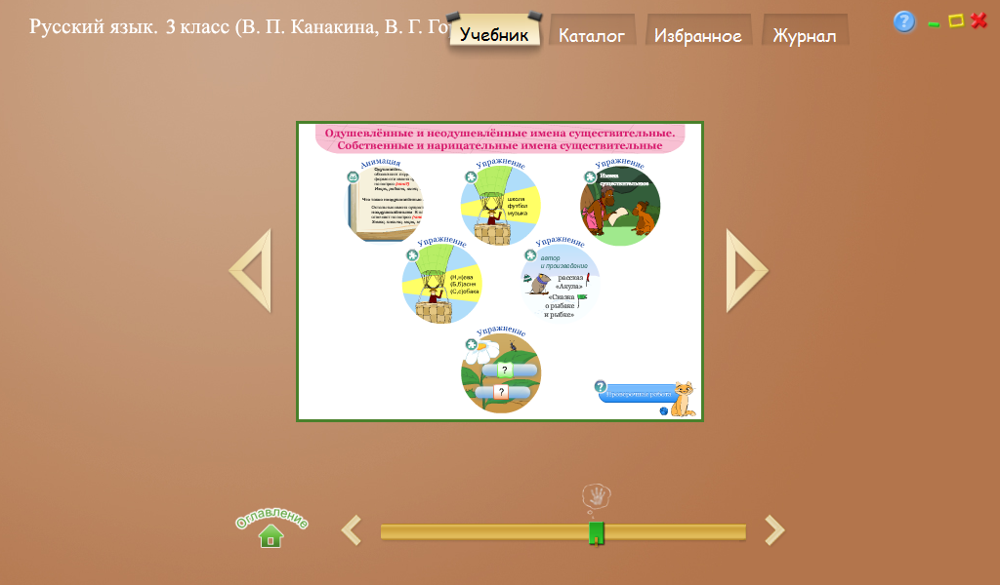 Русский язык. 3 класс (В. П. Канакина, В. Г. Го
Учебник
Каталог
Избранное
Журнал
?
Одушевлённые и неодушевлённые имена существительные.
Собственные и нарицательные имена существительные
Анимация
Упражнение
школа
футбол
музыка
Упражнение
Имена
существительные
Упражнение
(Н,н)ева
(Б,б)асня
(С,с)обака
Упражнение
автор
и произведение
рассказ
«Акула»
«Сказка
о рыбаке
и рыбке»
Упражнение
?
?
?
Проверочная работа
Оглавление